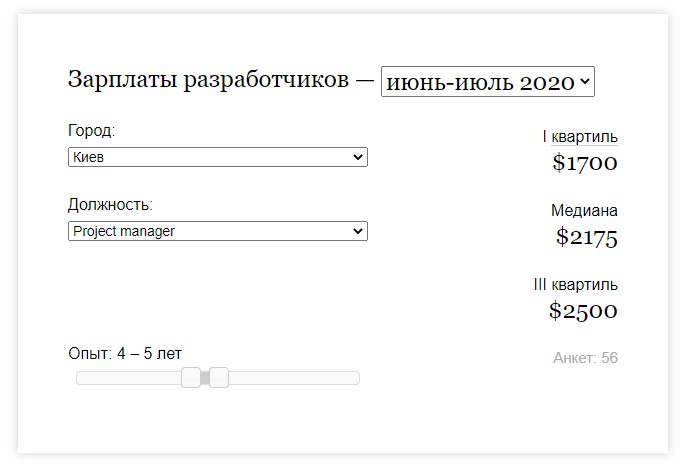 Зарплаты разработчиков — июнь-июль 2020
Город:
Киев
I квартиль
$1700
Должность:
Project manager
Медиана
$2175
III квартиль
$2500
Опыт: 4 – 5 лет
Анкет: 56